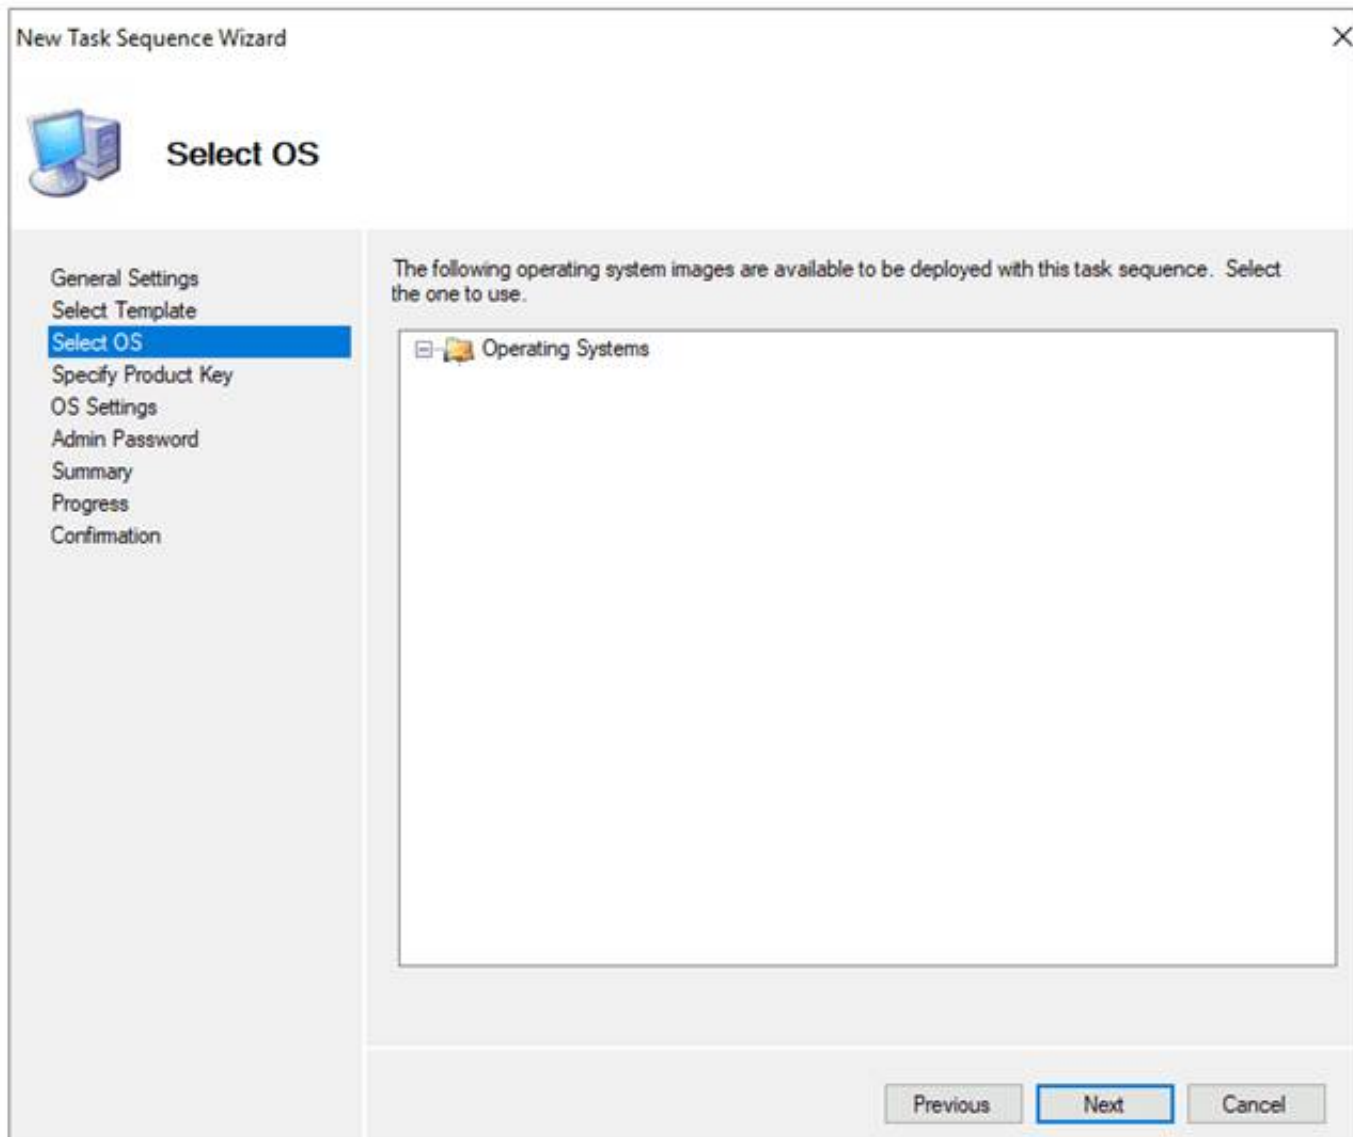 New Task Sequence Wizard
Select OS
General Settings
Select Template
Select OS
Specify Product Key
OS Settings
Admin Password
Summary
Progress
Confirmation
The following operating system images are available to be deployed with this task sequence.  Select
the one to use.
Operating Systems
Previous
Next
Cancel